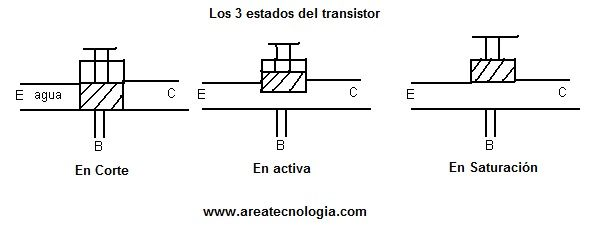 Los 3 estados del transistor
E agua C
B
En Corte
E C
B
En activa
E C
B
En Saturación
www.areatecnologia.com